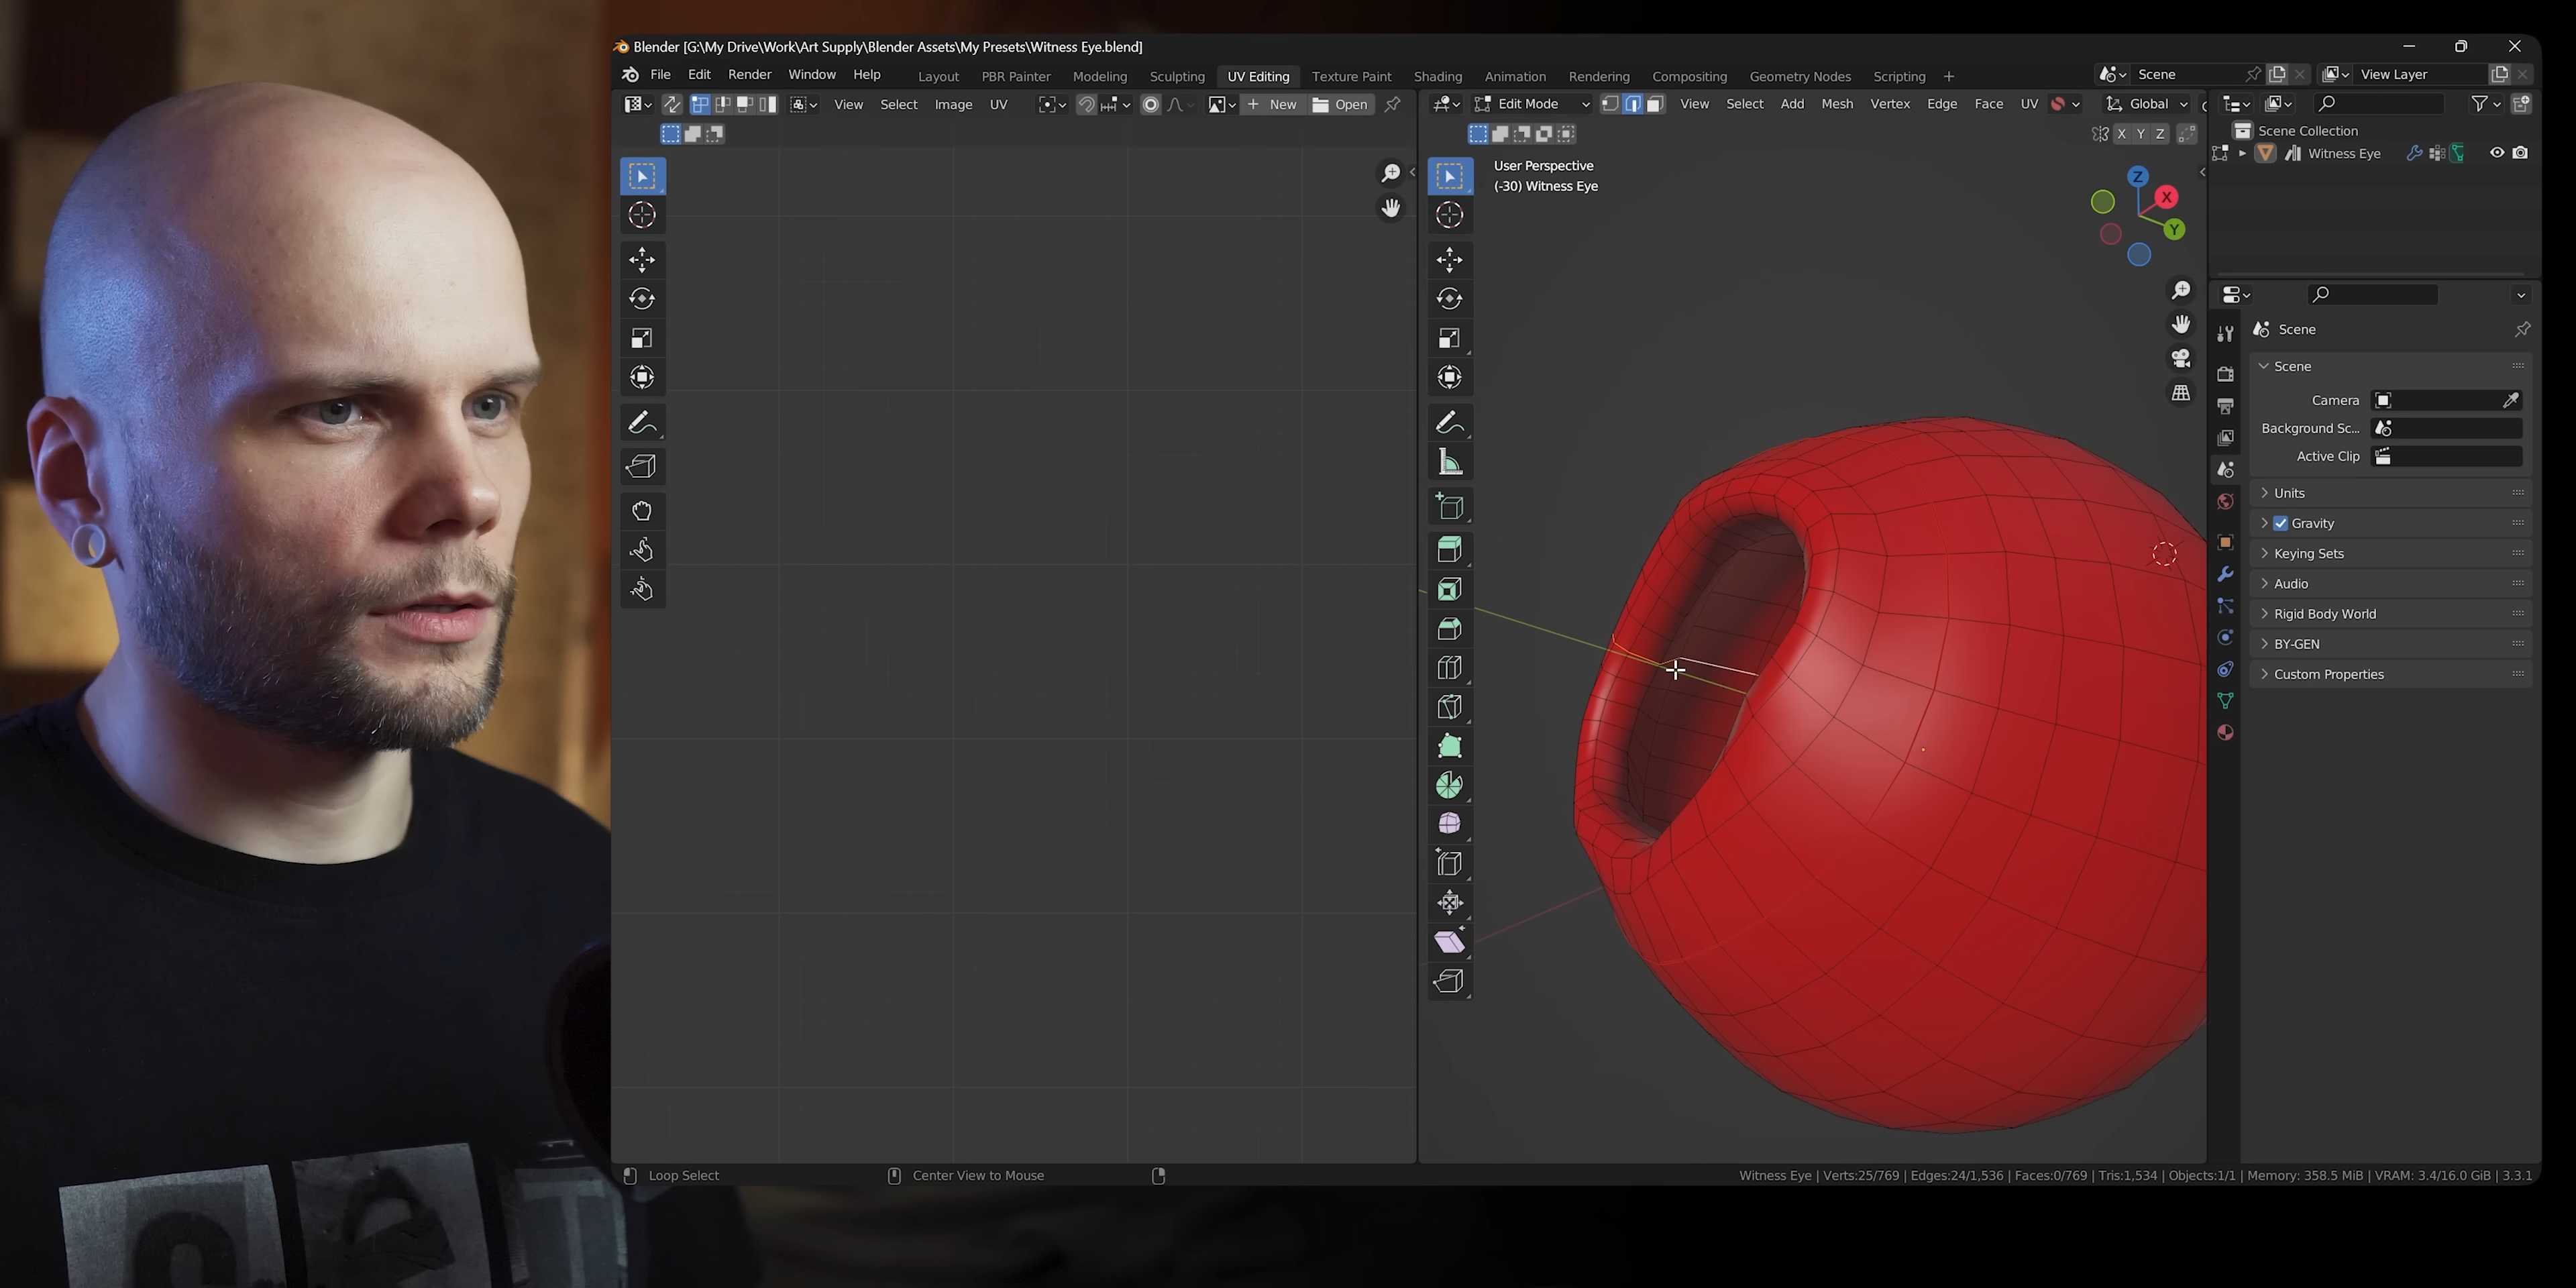 Blender [G:\My Drive\Work\Art Supply\Blender Assets\My Presets\Witness Eye.blend]
File Edit Render Window Help Layout PBR Painter Modeling Sculpting UV Editing Texture Paint Shading Animation Rendering Compositing Geometry Nodes Scripting + Scene View Layer
View Select Image UV + New Open Edit Mode View Select Add Mesh Vertex Edge Face UV Global
X Y Z
Scene Collection
Witness Eye
User Perspective
(-30) Witness Eye
Z
X
Y
Scene
Scene
Camera
Background Sc...
Active Clip
Units
Gravity
Keying Sets
Audio
Rigid Body World
BY-GEN
Custom Properties
Loop Select Center View to Mouse Witness Eye | Verts:25/769 | Edges:24/1,536 | Faces:0/769 | Tris:1,534 | Objects:1/1 | Memory: 358.5 MiB | VRAM: 3.4/16.0 GiB | 3.3.1